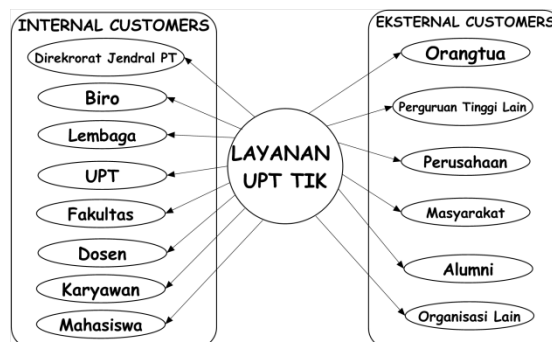 INTERNAL CUSTOMERS
Direkrorat Jendral PT
Biro
Lembaga
UPT
Fakultas
Dosen
Karyawan
Mahasiswa
LAYANAN
UPT TIK
EKSTERNAL CUSTOMERS
Orangtua
Perguruan Tinggi Lain
Perusahaan
Masyarakat
Alumni
Organisasi Lain